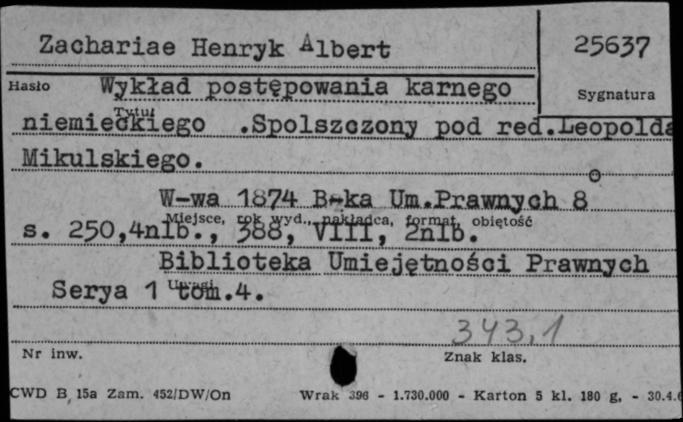 Zachariae Henryk Albert
25637
Hasło
Wykład postępowania karnego
Sygnatura
Tytuł
niemieckiego .Spolszczony pod red.Leopolda
Mikulskiego.
W-wa 1874 B-ka Um.Prawnych 8o
Miejsce, rok wyd., nakładca, format, objętość
s. 250,4nlb., 388, VIII, 2nlb.
Biblioteka Umiejętności Prawnych
Uwagi
Serya 1 tom.4.
343,1
Nr inw.
Znak klas.
CWD B 15a Zam. 452/DW/On
Wrak 396 - 1.730.000 - Karton 5 kl. 180 g. - 30.4.6